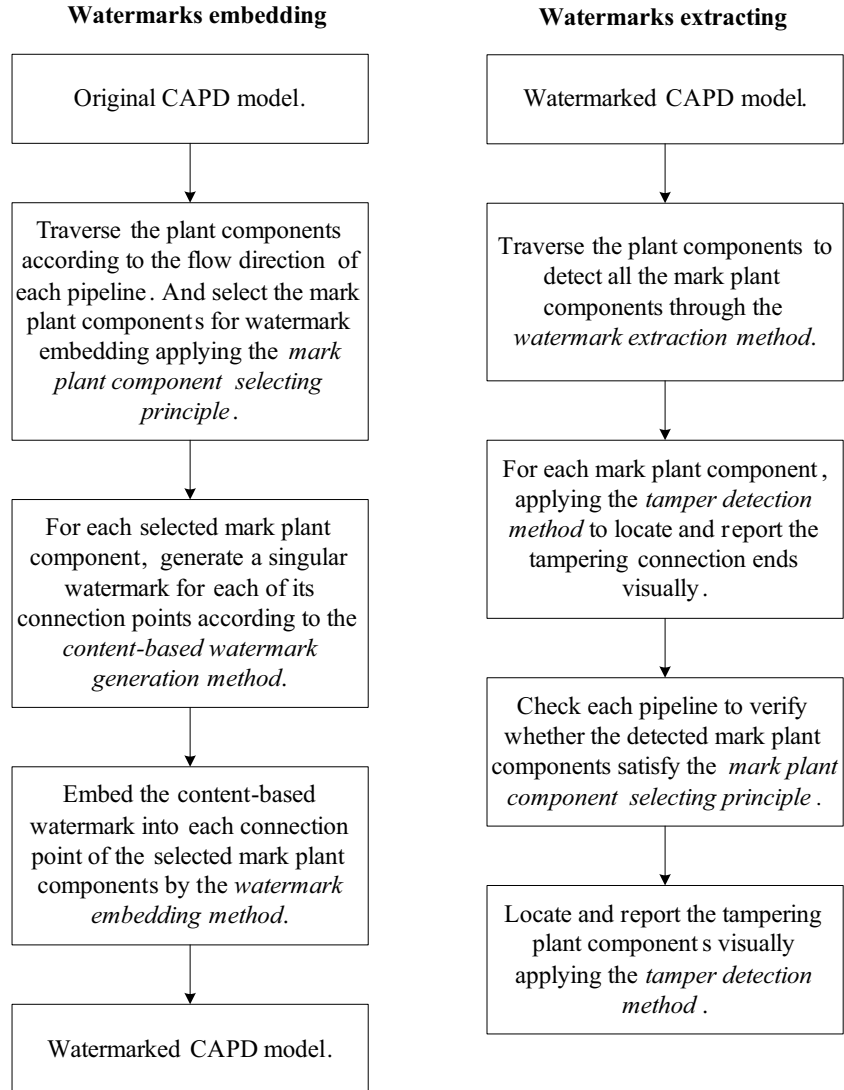 Watermarks embedding
Original CAPD model.
Traverse the plant components
according to the flow direction of
each pipeline. And select the mark
plant components for watermark
embedding applying the mark
plant component selecting
principle.
For each selected mark plant
component, generate a singular
watermark for each of its
connection points according to the
content-based watermark
generation method.
Embed the content-based
watermark into each connection
point of the selected mark plant
components by the watermark
embedding method.
Watermarked CAPD model.
Watermarks extracting
Watermarked CAPD model.
Traverse the plant components to
detect all the mark plant
components through the
watermark extraction method.
For each mark plant component,
applying the tamper detection
method to locate and report the
tampering connection ends
visually.
Check each pipeline to verify
whether the detected mark plant
components satisfy the mark plant
component selecting principle.
Locate and report the tampering
plant components visually
applying the tamper detection
method.